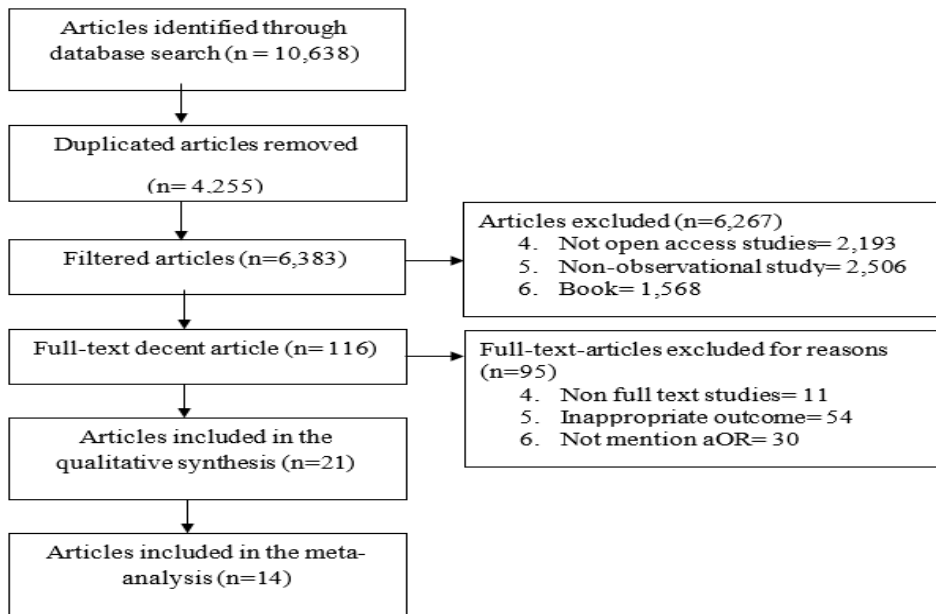 Articles identified through
database search (n = 10,638)
Duplicated articles removed
(n= 4,255)
Filtered articles (n=6,383)
Articles excluded (n=6,267)
4. Not open access studies= 2,193
5. Non-observational study= 2,506
6. Book= 1,568
Full-text decent article (n=116)
Full-text-articles excluded for reasons
(n=95)
4. Non full text studies= 11
5. Inappropriate outcome= 54
6. Not mention aOR= 30
Articles included in the
qualitative synthesis (n=21)
Articles included in the meta-
analysis (n=14)